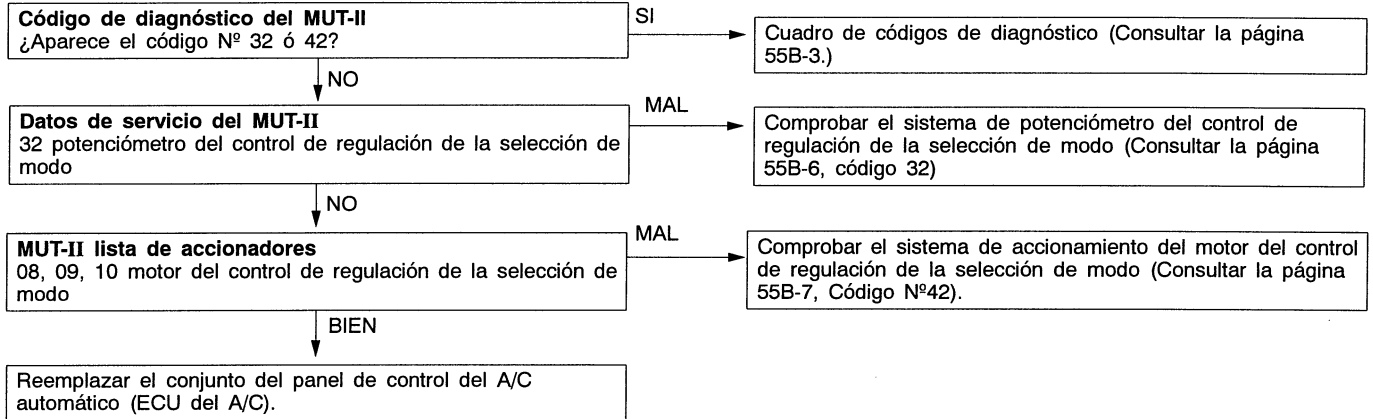 Código de diagnóstico del MUT-II
¿Aparece el código Nº 32 ó 42?
SI
Cuadro de códigos de diagnóstico (Consultar la página
55B-3.)
NO
Datos de servicio del MUT-II
32 potenciómetro del control de regulación de la selección de
modo
MAL
Comprobar el sistema de potenciómetro del control de
regulación de la selección de modo (Consultar la página
55B-6, código 32)
NO
MUT-II lista de accionadores
08, 09, 10 motor del control de regulación de la selección de
modo
MAL
Comprobar el sistema de accionamiento del motor del control
de regulación de la selección de modo (Consultar la página
55B-7, Código Nº42).
BIEN
Reemplazar el conjunto del panel de control del A/C
automático (ECU del A/C).